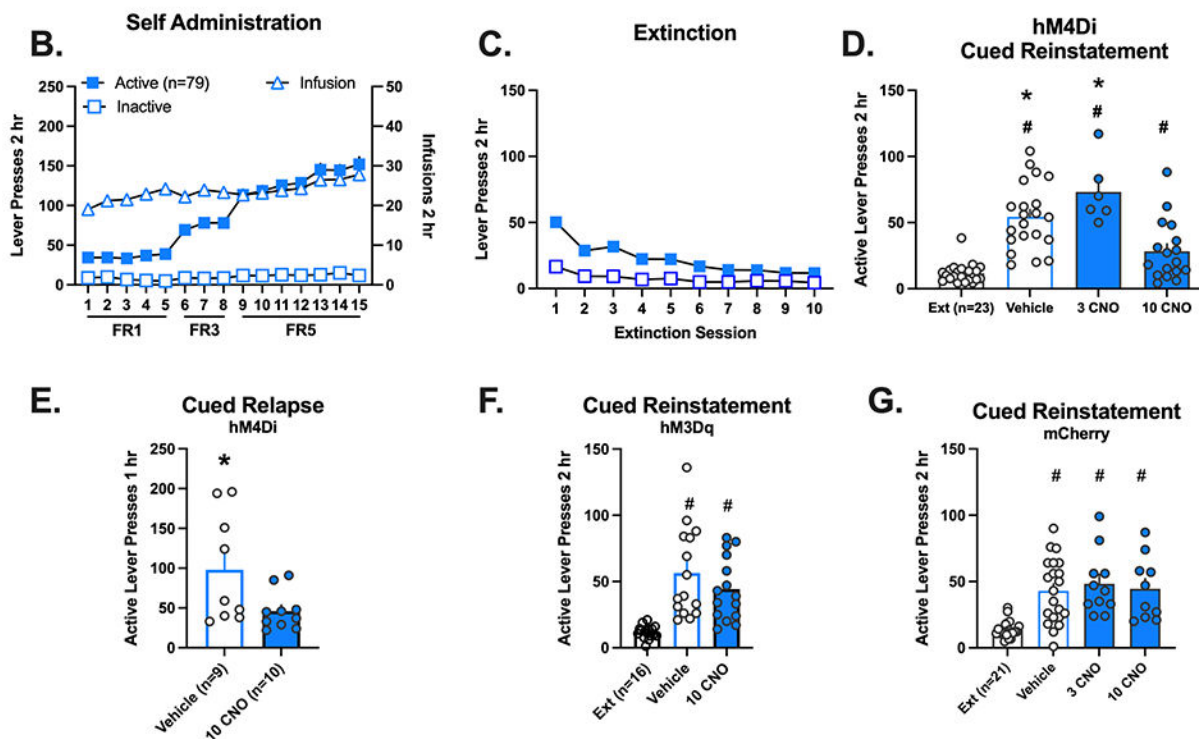 B.
Self Administration
Lever Presses 2 hr
250
200
150
100
50
0
Active (n=79)
Inactive
Infusion
50
40
30
20
10
0
Infusions 2 hr
1 2 3 4 5 6 7 8 9 10 11 12 13 14 15
FR1 FR3 FR5
C.
Extinction
Lever Presses 2 hr
150
100
50
0
1 2 3 4 5 6 7 8 9 10
Extinction Session
D.
hM4Di
Cued Reinstatement
Active Lever Presses 2 hr
150
100
50
0
* *
# # #
Ext (n=23) Vehicle 3 CNO 10 CNO
E.
Cued Relapse
hM4Di
Active Lever Presses 1 hr
250
200
150
100
50
0
*
Vehicle (n=9) 10 CNO (n=10)
F.
Cued Reinstatement
hM3Dq
Active Lever Presses 2 hr
150
100
50
0
# #
Ext (n=16) Vehicle 10 CNO
G.
Cued Reinstatement
mCherry
Active Lever Presses 2 hr
150
100
50
0
# # #
Ext (n=21) Vehicle 3 CNO 10 CNO